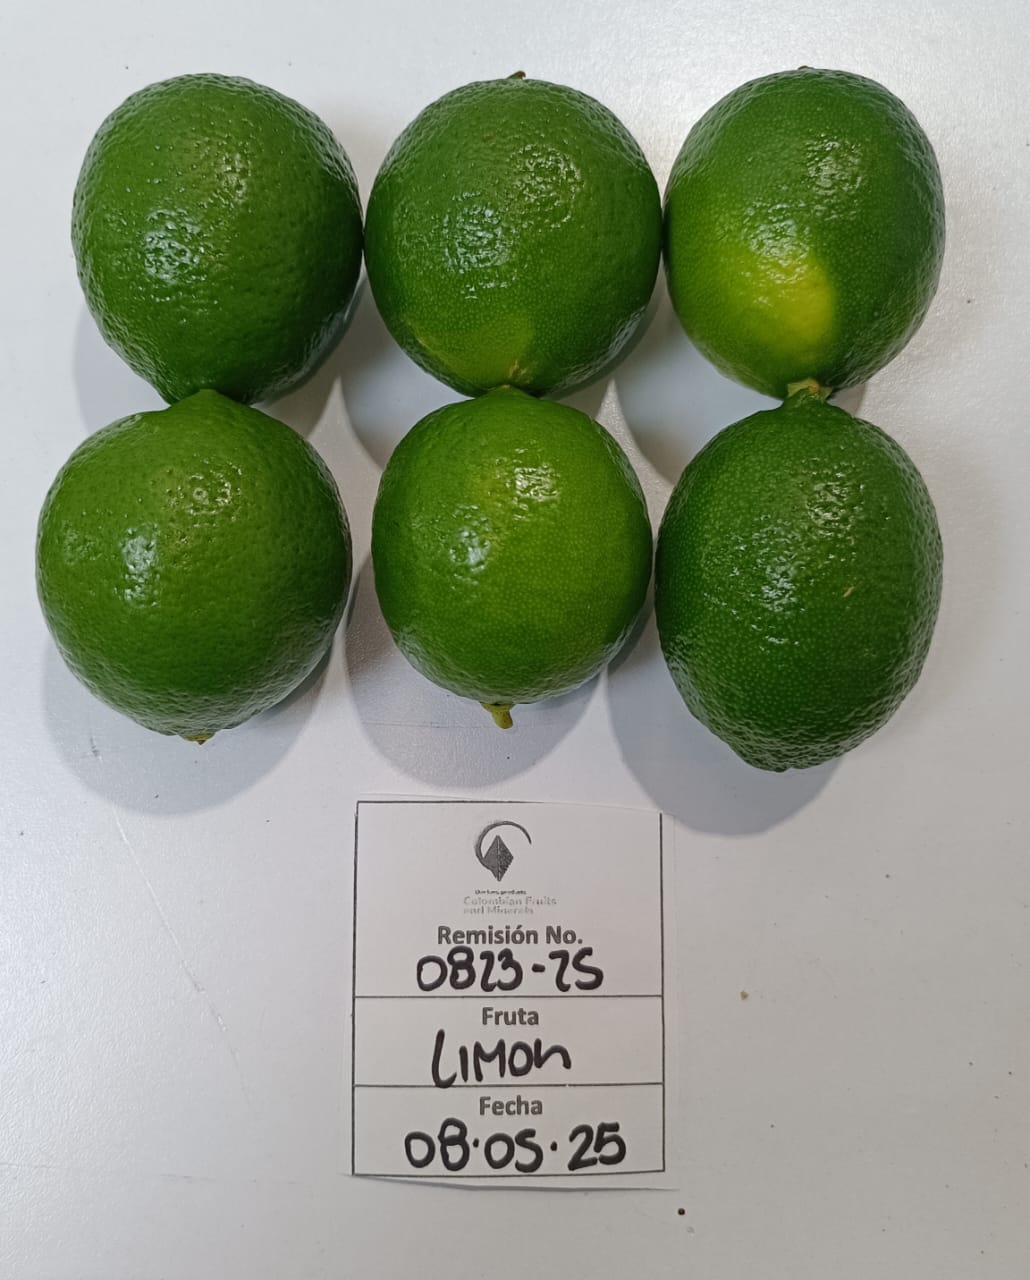 Colombian Fruits
and Minerals
Remisión No.
0823-25
Fruta
LIMON
Fecha
08.05.25